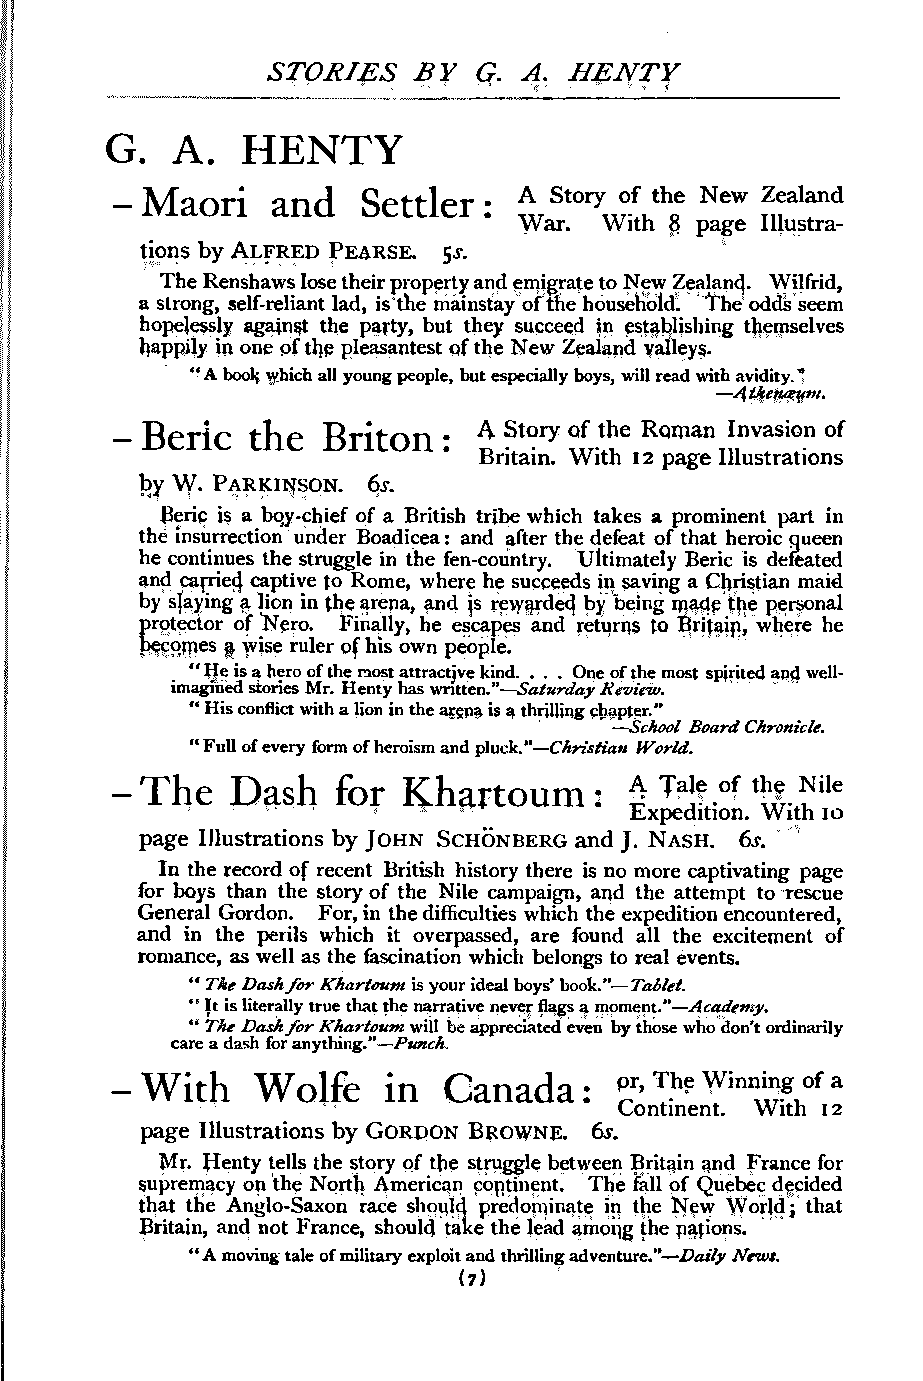 STORIES BY G. A. HENTY
G. A. HENTY
– Maori and Settler: A Story of the New Zealand
War. With 8 page Illustra-
tions by ALFRED PEARSE. 5s.
The Renshaws lose their property and emigrate to New Zealand. Wilfrid,
a strong, self-reliant lad, is the mainstay of the household. The odds seem
hopelessly against the party, but they succeed in establishing themselves
happily in one of the pleasantest of the New Zealand valleys.
"A book which all young people, but especially boys, will read with avidity."
—Athenæum.
– Beric the Briton: A Story of the Roman Invasion of
Britain. With 12 page Illustrations
by W. PARKINSON. 6s.
Beric is a boy-chief of a British tribe which takes a prominent part in
the insurrection under Boadicea: and after the defeat of that heroic queen
he continues the struggle in the fen-country. Ultimately Beric is defeated
and carried captive to Rome, where he succeeds in saving a Christian maid
by slaying a lion in the arena, and is rewarded by being made the personal
protector of Nero. Finally, he escapes and returns to Britain, where he
becomes a wise ruler of his own people.
"He is a hero of the most attractive kind. . . . One of the most spirited and well-
imagined stories Mr. Henty has written."—Saturday Review.
"His conflict with a lion in the arena is a thrilling chapter."
—School Board Chronicle.
"Full of every form of heroism and pluck."—Christian World.
– The Dash for Khartoum: A Tale of the Nile
Expedition. With 10
page Illustrations by JOHN SCHÖNBERG and J. NASH. 6s.
In the record of recent British history there is no more captivating page
for boys than the story of the Nile campaign, and the attempt to rescue
General Gordon. For, in the difficulties which the expedition encountered,
and in the perils which it overpassed, are found all the excitement of
romance, as well as the fascination which belongs to real events.
"The Dash for Khartoum is your ideal boys' book."—Tablet.
"It is literally true that the narrative never flags a moment."—Academy.
"The Dash for Khartoum will be appreciated even by those who don't ordinarily
care a dash for anything."—Punch.
– With Wolfe in Canada: or, The Winning of a
Continent. With 12
page Illustrations by GORDON BROWNE. 6s.
Mr. Henty tells the story of the struggle between Britain and France for
supremacy on the North American continent. The fall of Quebec decided
that the Anglo-Saxon race should predominate in the New World; that
Britain, and not France, should take the lead among the nations.
"A moving tale of military exploit and thrilling adventure."—Daily News.
(7)